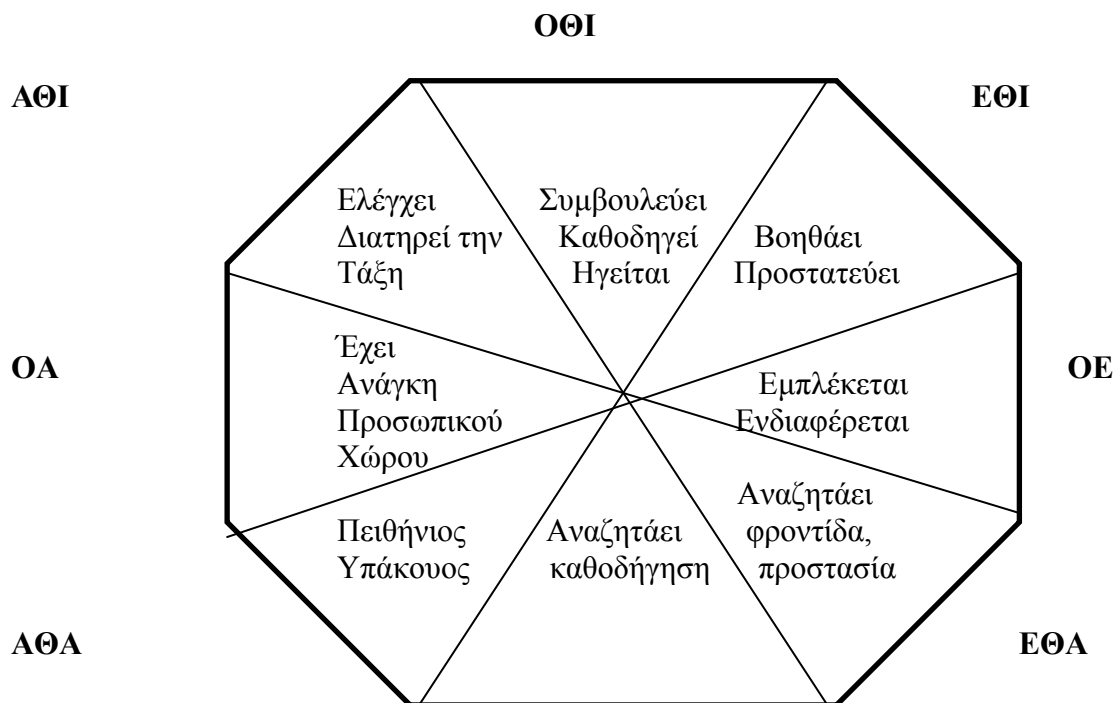 ΟΘΙ
ΑΘΙ
ΕΘΙ
Ελέγχει
Διατηρεί την
Τάξη
Συμβουλεύει
Καθοδηγεί
Ηγείται
Βοηθάει
Προστατεύει
ΟΑ
Έχει
Ανάγκη
Προσωπικού
Χώρου
Εμπλέκεται
Ενδιαφέρεται
ΟΕ
Πειθήνιος
Υπάκουος
Αναζητάει
καθοδήγηση
Αναζητάει
φροντίδα,
προστασία
ΑΘΑ
ΕΘΑ